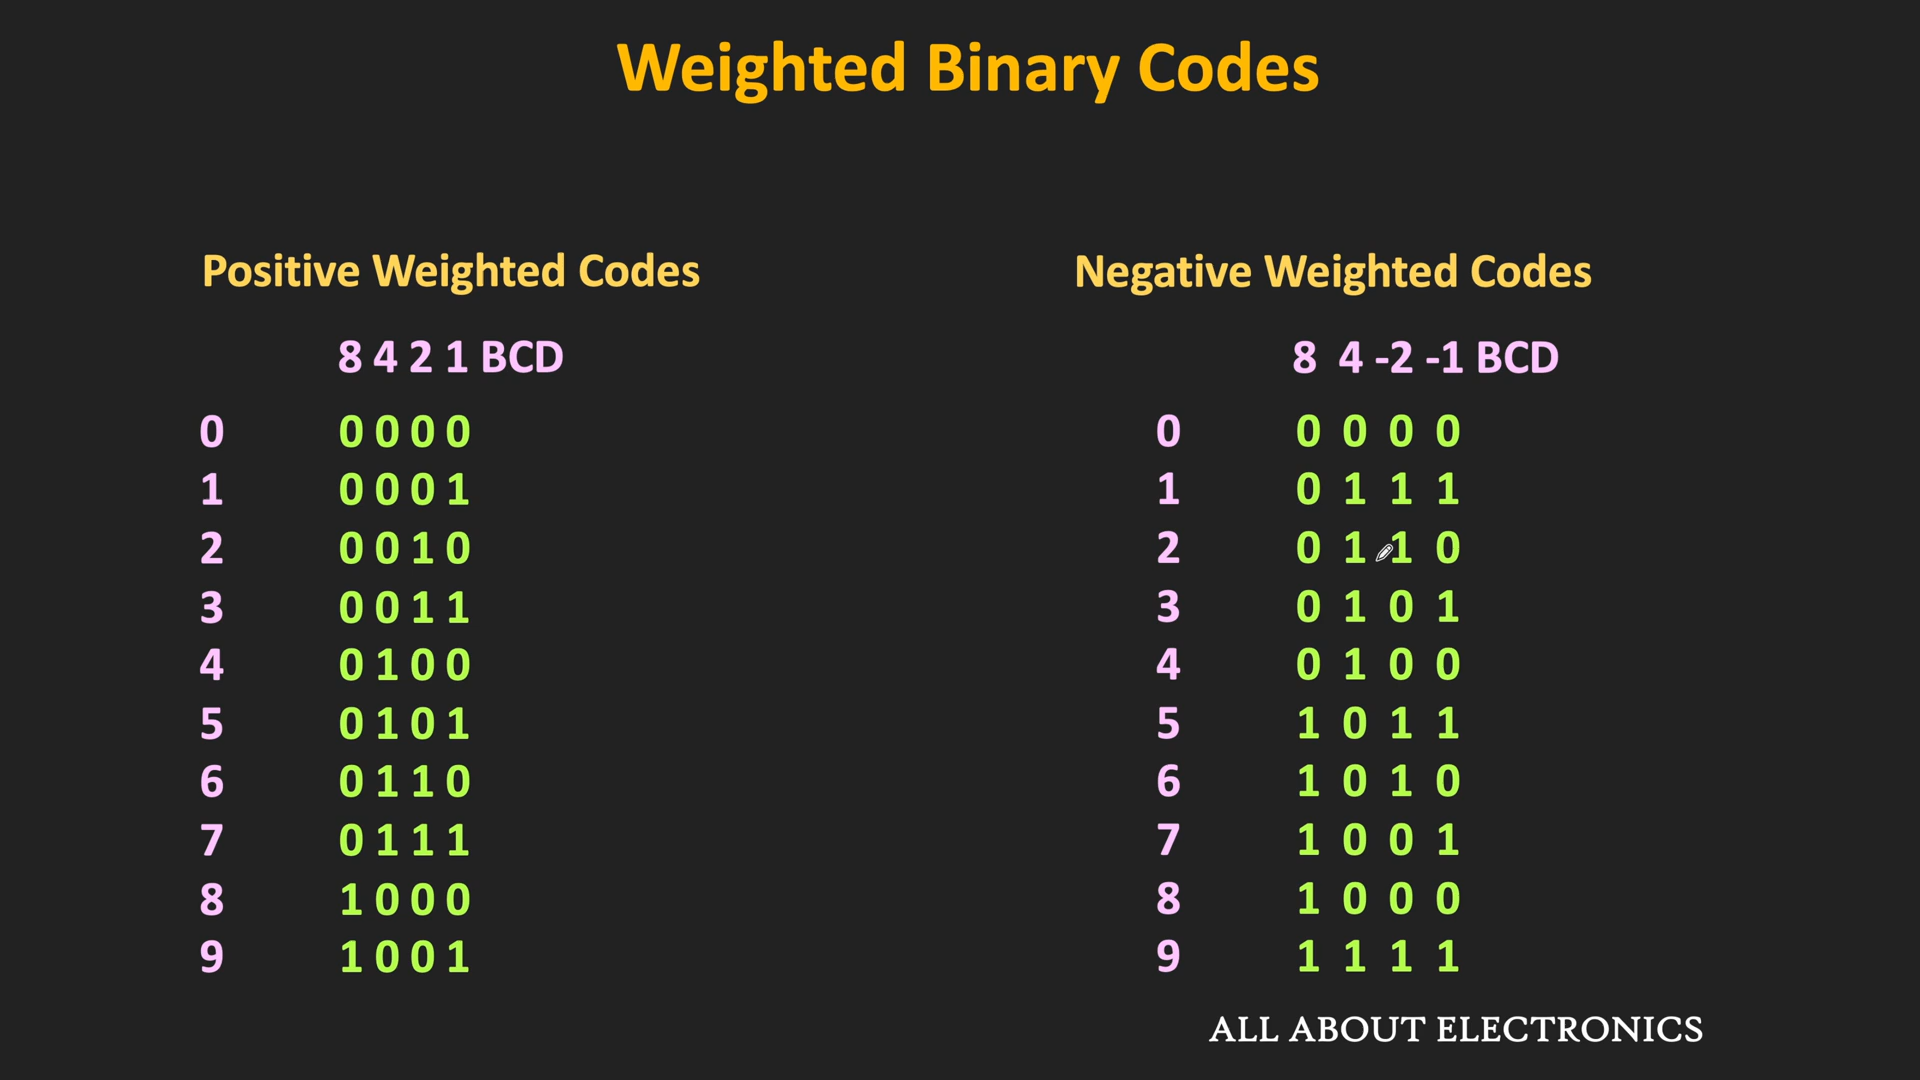 Weighted Binary Codes
Positive Weighted Codes
8 4 2 1 BCD
0 0 0 0 0
1 0 0 0 1
2 0 0 1 0
3 0 0 1 1
4 0 1 0 0
5 0 1 0 1
6 0 1 1 0
7 0 1 1 1
8 1 0 0 0
9 1 0 0 1
Negative Weighted Codes
8 4 -2 -1 BCD
0 0 0 0 0
1 0 1 1 1
2 0 1 1 0
3 0 1 0 1
4 0 1 0 0
5 1 0 1 1
6 1 0 1 0
7 1 0 0 1
8 1 0 0 0
9 1 1 1 1
ALL ABOUT ELECTRONICS